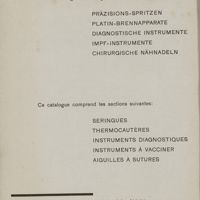 PRÄZISIONS-SPRITZEN
PLATIN-BRENNAPPARATE
DIAGNOSTISCHE INSTRUMENTE
IMPF-INSTRUMENTE
CHIRURGISCHE NÄHNADELN
Ce catalogue comprend les sections suivantes:
SERINGUES
THERMOCAUTÈRES
INSTRUMENTS DIAGNOSTIQUES
INSTRUMENTS À VACCINER
AIGUILLES À SUTURES